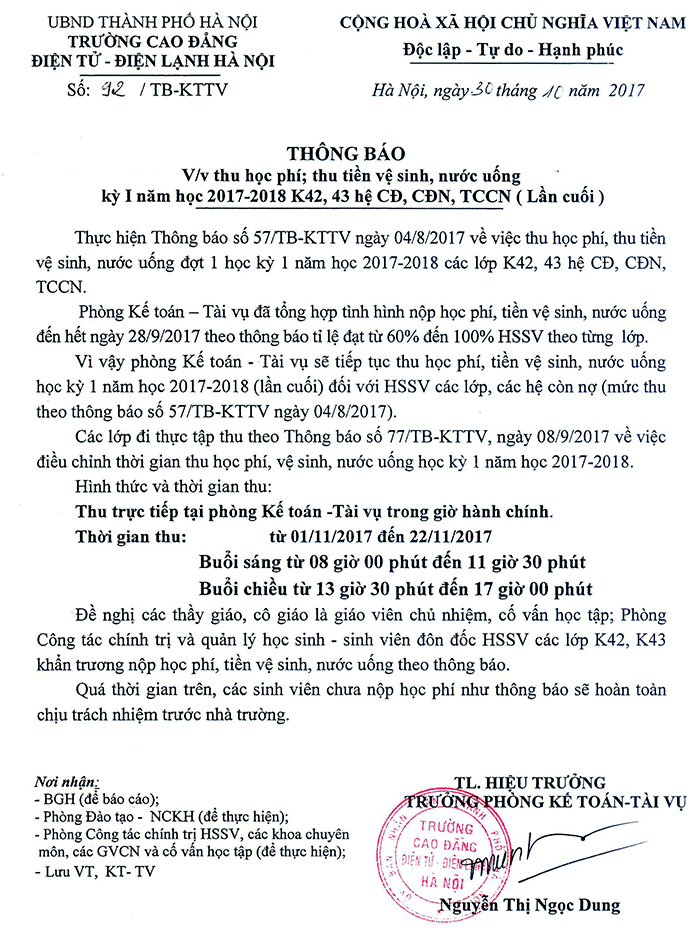 UBND THÀNH PHỐ HÀ NỘI
TRƯỜNG CAO ĐẲNG
ĐIỆN TỬ - ĐIỆN LẠNH HÀ NỘI
Số: 92 / TB-KTTV
CỘNG HOÀ XÃ HỘI CHỦ NGHĨA VIỆT NAM
Độc lập - Tự do - Hạnh phúc
Hà Nội, ngày 30 tháng 10 năm 2017
THÔNG BÁO
V/v thu học phí; thu tiền vệ sinh, nước uống
kỳ I năm học 2017-2018 K42, 43 hệ CĐ, CĐN, TCCN ( Lần cuối )
Thực hiện Thông báo số 57/TB-KTTV ngày 04/8/2017 về việc thu học phí, thu tiền
vệ sinh, nước uống đợt 1 học kỳ 1 năm học 2017-2018 các lớp K42, 43 hệ CĐ, CĐN,
TCCN.
Phòng Kế toán – Tài vụ đã tổng hợp tình hình nộp học phí, tiền vệ sinh, nước uống
đến hết ngày 28/9/2017 theo thông báo tỉ lệ đạt từ 60% đến 100% HSSV theo từng lớp.
Vì vậy phòng Kế toán - Tài vụ sẽ tiếp tục thu học phí, tiền vệ sinh, nước uống
học kỳ 1 năm học 2017-2018 (lần cuối) đối với HSSV các lớp, các hệ còn nợ (mức thu
theo thông báo số 57/TB-KTTV ngày 04/8/2017).
Các lớp đi thực tập thu theo Thông báo số 77/TB-KTTV, ngày 08/9/2017 về việc
điều chỉnh thời gian thu học phí, vệ sinh, nước uống học kỳ 1 năm học 2017-2018.
Hình thức và thời gian thu:
Thu trực tiếp tại phòng Kế toán -Tài vụ trong giờ hành chính.
Thời gian thu: từ 01/11/2017 đến 22/11/2017
Buổi sáng từ 08 giờ 00 phút đến 11 giờ 30 phút
Buổi chiều từ 13 giờ 30 phút đến 17 giờ 00 phút
Đề nghị các thầy giáo, cô giáo là giáo viên chủ nhiệm, cố vấn học tập; Phòng
Công tác chính trị và quản lý học sinh - sinh viên đôn đốc HSSV các lớp K42, K43
khẩn trương nộp học phí, tiền vệ sinh, nước uống theo thông báo.
Quá thời gian trên, các sinh viên chưa nộp học phí như thông báo sẽ hoàn toàn
chịu trách nhiệm trước nhà trường.
Nơi nhận:
- BGH (để báo cáo);
- Phòng Đào tạo - NCKH (để thực hiện);
- Phòng Công tác chính trị HSSV, các khoa chuyên
môn, các GVCN và cố vấn học tập (để thực hiện);
- Lưu VT, KT- TV
TL. HIỆU TRƯỞNG
TRƯỞNG PHÒNG KẾ TOÁN-TÀI VỤ
TRƯỜNG
CAO ĐẲNG
ĐIỆN TỬ - ĐIỆN LẠNH
HÀ NỘI
Nguyễn Thị Ngọc Dung